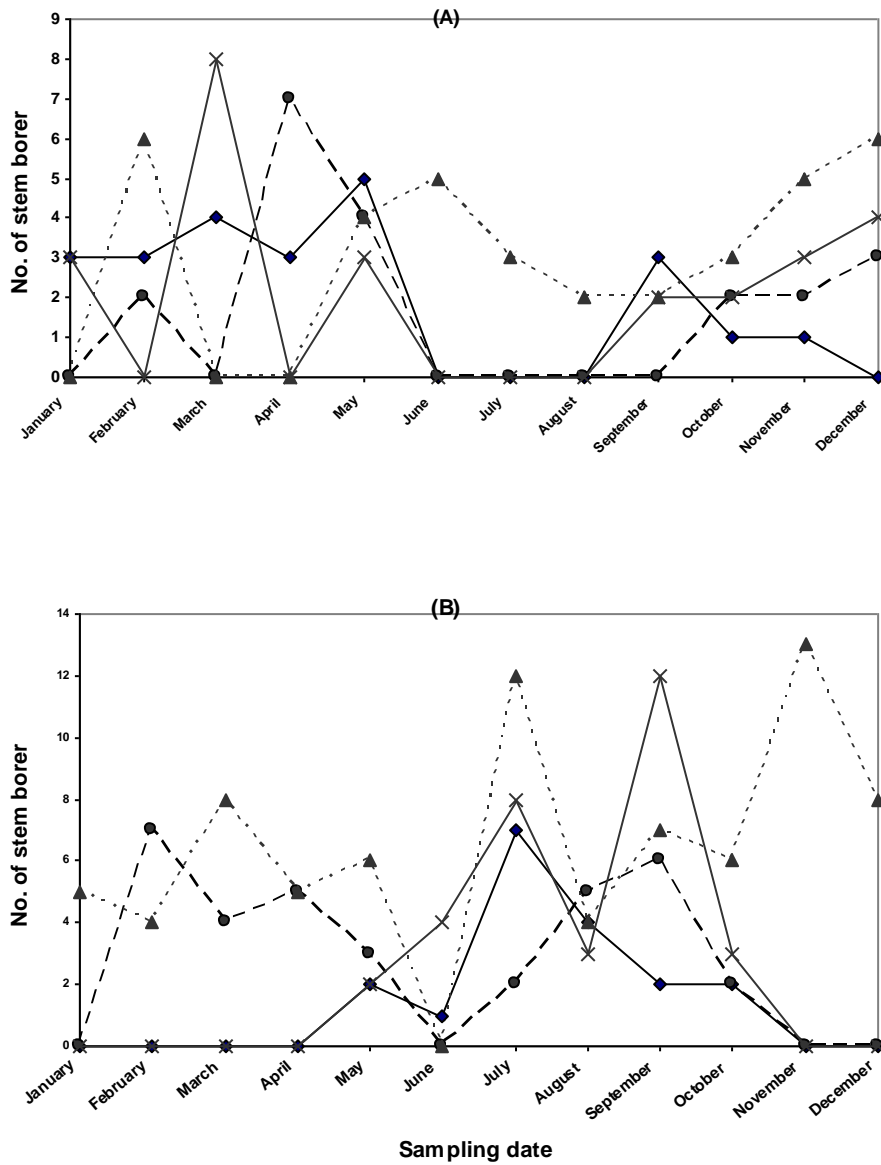 (A)
No. of stem borer
9
8
7
6
5
4
3
2
1
0
January
February
March
April
May
June
July
August
September
October
November
December
(B)
No. of stem borer
14
12
10
8
6
4
2
0
January
February
March
April
May
June
July
August
September
October
November
December
Sampling date